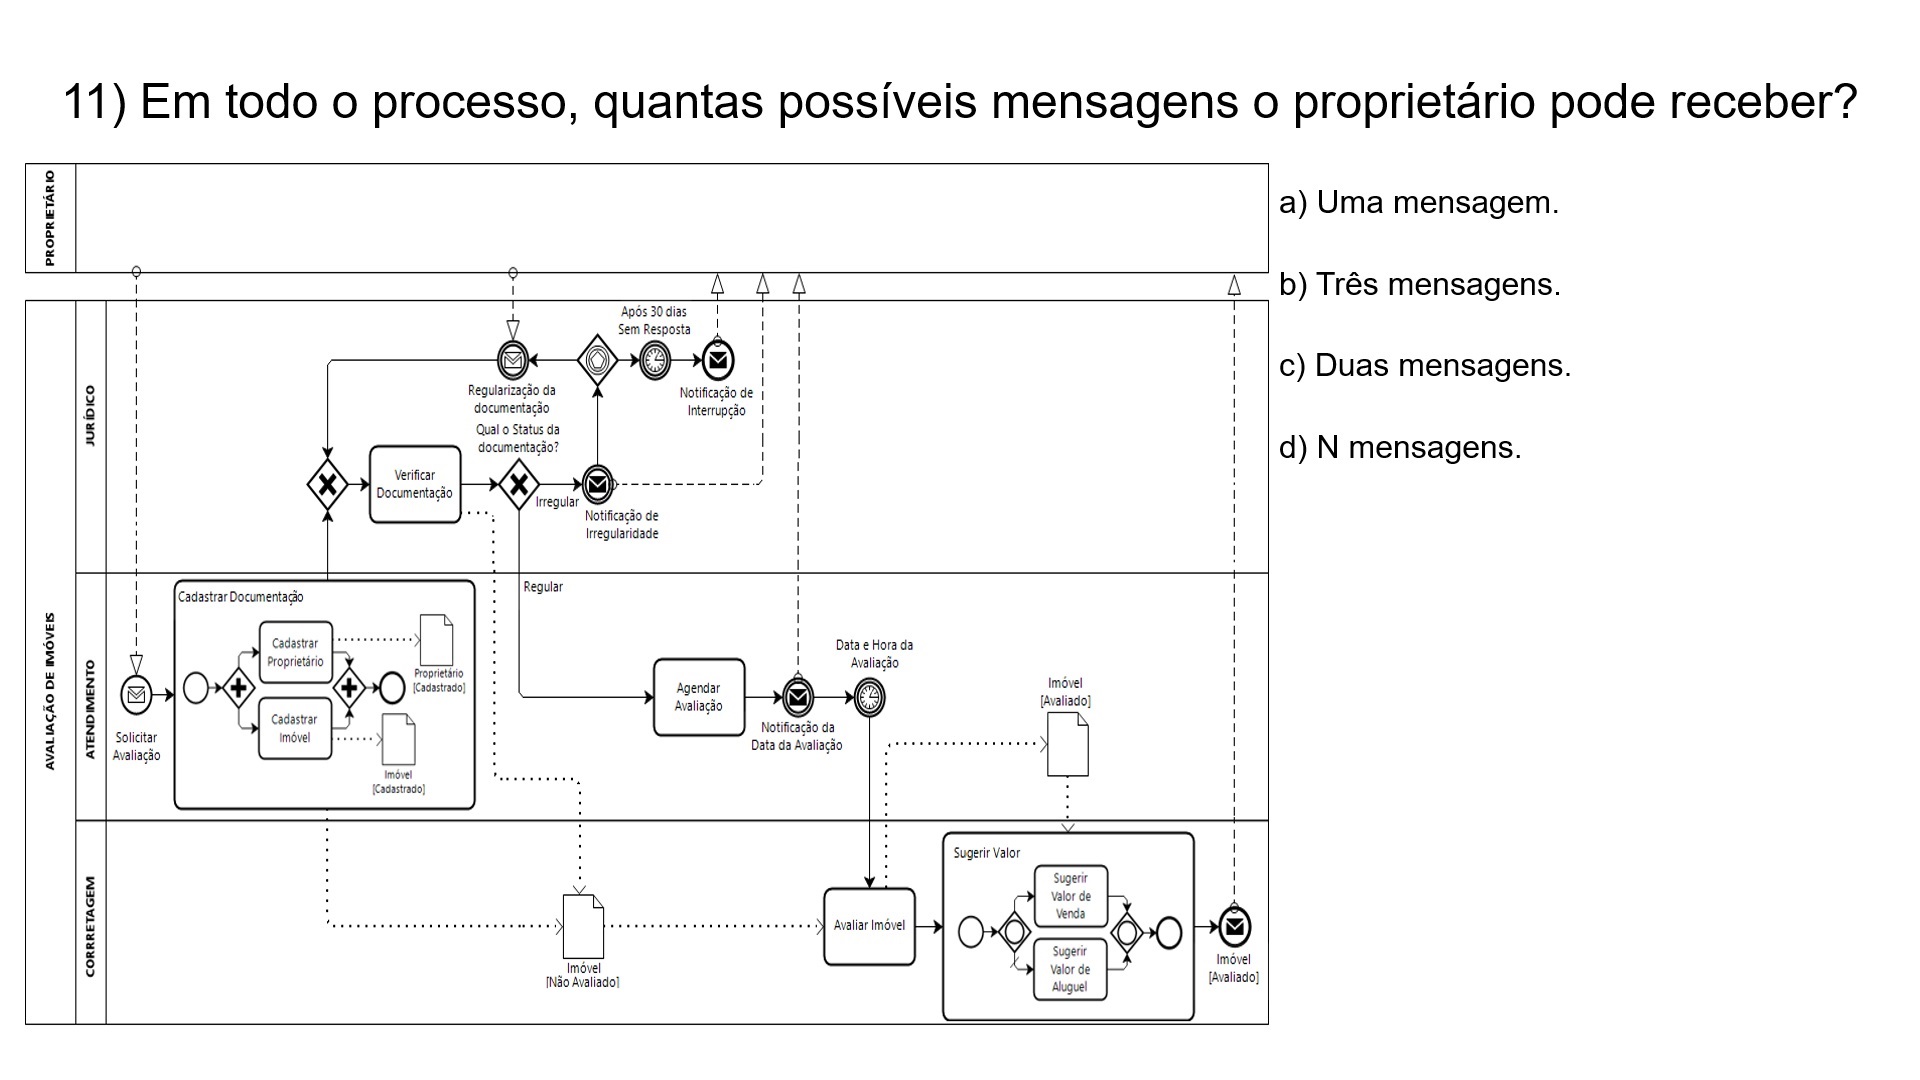 11) Em todo o processo, quantas possíveis mensagens o proprietário pode receber?
PROPRIETÁRIO
a) Uma mensagem.
b) Três mensagens.
c) Duas mensagens.
d) N mensagens.
AVALIAÇÃO DE IMÓVEIS
JURÍDICO
Após 30 dias
Sem Resposta
Regularização da
documentação
Notificação de
Interrupção
Qual o Status da
documentação?
Verificar
Documentação
Irregular
Notificação de
Irregularidade
Regular
ATENDIMENTO
Solicitar
Avaliação
Cadastrar Documentação
Cadastrar
Proprietário
Proprietário
[Cadastrado]
Cadastrar
Imóvel
Imóvel
[Cadastrado]
Agendar
Avaliação
Notificação da
Data da Avaliação
Data e Hora da
Avaliação
Imóvel
[Avaliado]
CORRETAGEM
Imóvel
[Não Avaliado]
Avaliar Imóvel
Sugerir Valor
Sugerir
Valor de
Venda
Sugerir
Valor de
Aluguel
Imóvel
[Avaliado]